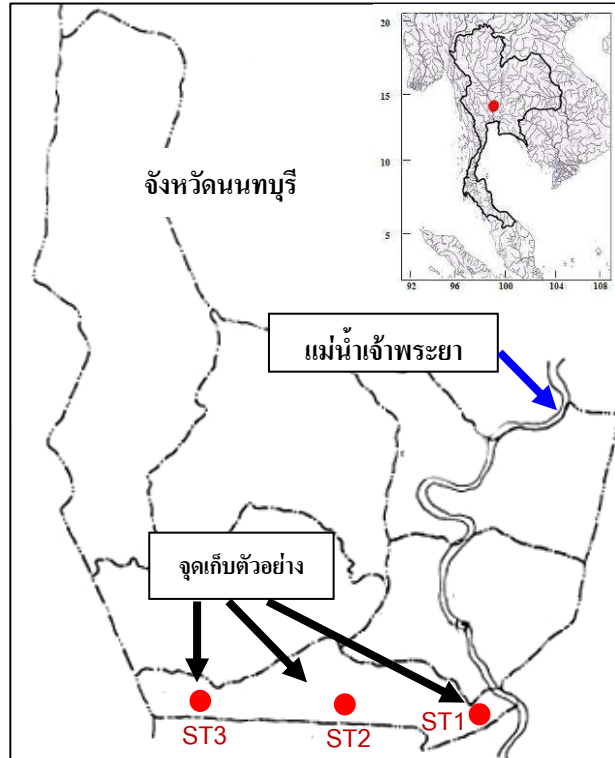 20
15
10
5
92 96 100 104 108
จังหวัดนนทบุรี
แม่น้ำเจ้าพระยา
จุดเก็บตัวอย่าง
ST3 ST2 ST1